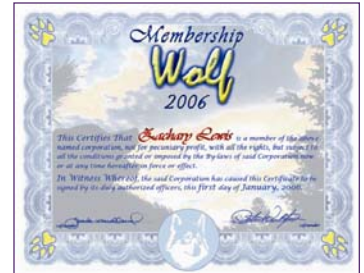 Membership
Wolf
2006
This Certifies That Zachary Lewis is a member of the above
named corporation, not for pecuniary profit, with all the rights, but subject to
all the conditions granted or imposed by the By-laws of said Corporation now
or at any time hereafter in force or effect.
In Witness Whereof, the said Corporation has caused this Certificate to be
signed by its duly authorized officers, this first day of January, 2006.